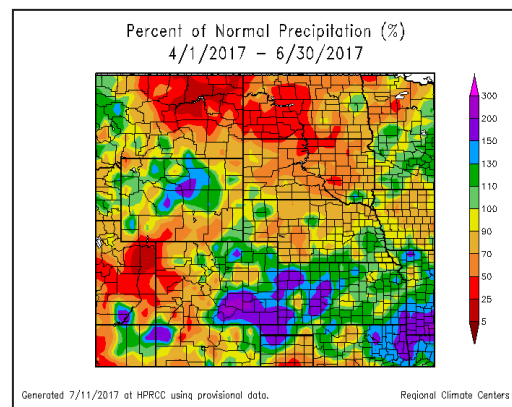 Percent of Normal Precipitation (%)
4/1/2017 – 6/30/2017
300
200
150
130
110
100
90
70
50
25
5
Generated 7/11/2017 at HPRCC using provisional data.
Regional Climate Centers